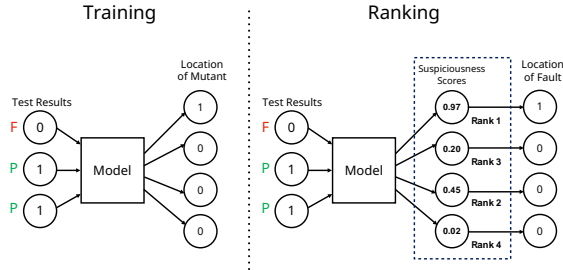 Training
Location
of Mutant
Test Results
F
0
P
1
P
1
Model
1
0
0
0
Ranking
Suspiciousness
Scores
Location
of Fault
Test Results
F
0
P
1
P
1
Model
0.97
Rank 1
1
0.20
Rank 3
0
0.45
Rank 2
0
0.02
Rank 4
0